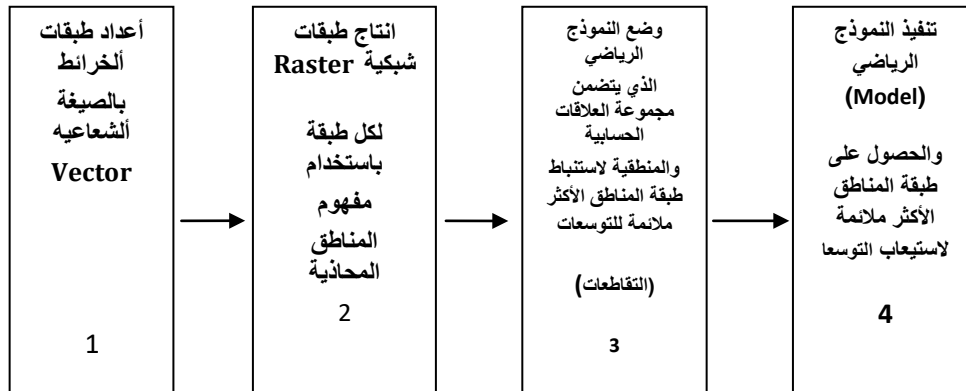 أعداد طبقات
ألخرائط
بالصيغة
ألشعاعيه
Vector
1
انتاج طبقات
شبكية Raster
لكل طبقة
باستخدام
مفهوم
المناطق
المحاذية
2
وضع النموذج
الرياضي
الذي يتضمن
مجموعة العلاقات
الحسابية
والمنطقية لاستنباط
طبقة المناطق الأكثر
ملائمة للتوسعات
(التقاطعات)
3
تنفيذ النموذج
الرياضي
(Model)
والحصول على
طبقة المناطق
الأكثر ملائمة
لاستيعاب التوسعا
4